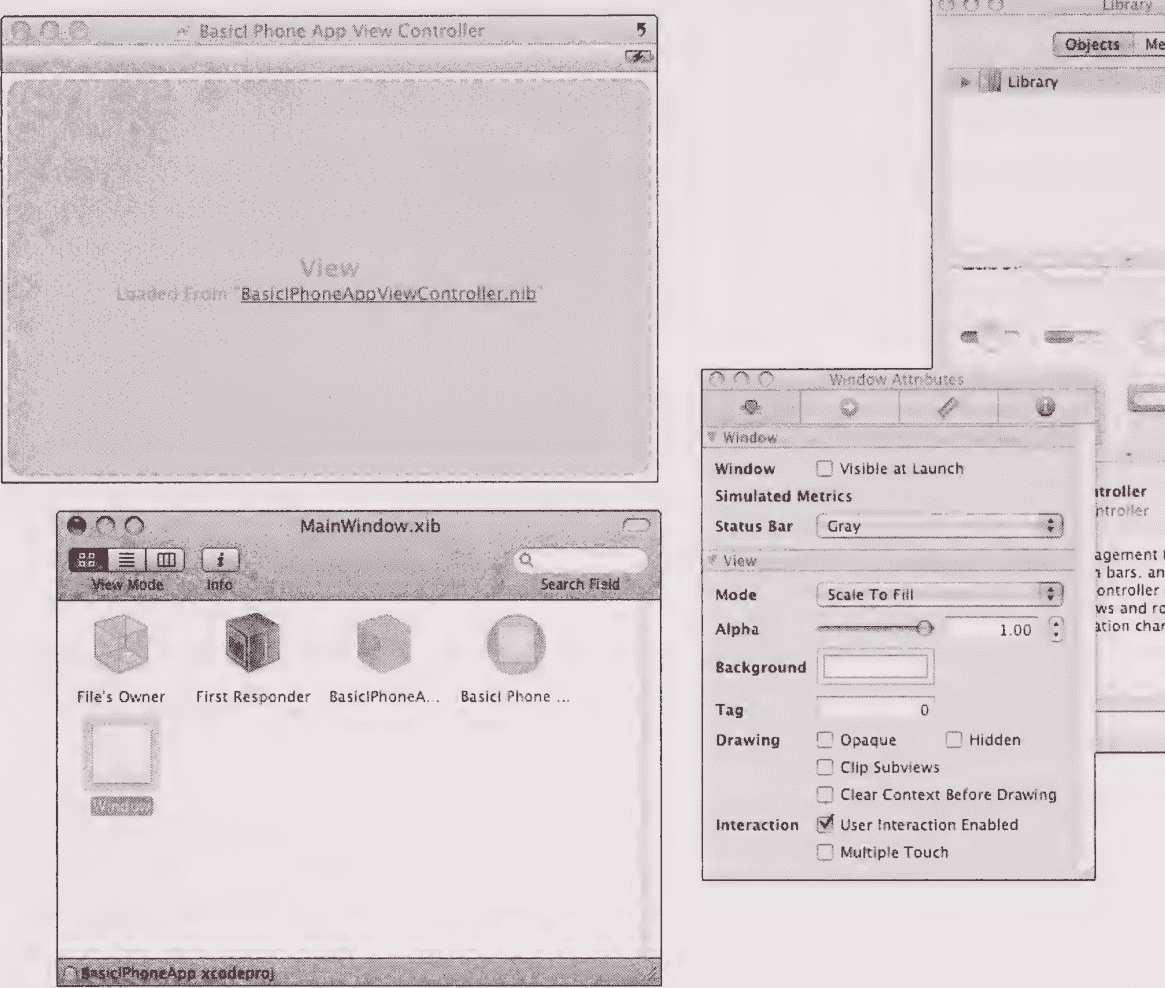 BasicI Phone App View Controller
View
Loaded From "BasicIPhoneAppViewController.nib"
MainWindow.xib
View Mode
Info
Search Field
File's Owner
First Responder
BasicIPhoneA...
BasicI Phone ...
Window
BasicIPhoneApp xcodeproj
Library
Objects
Me
Library
Window Attributes
Window
Window
Visible at Launch
Simulated Metrics
Status Bar
Gray
View
Mode
Scale To Fill
Alpha
1.00
Background
Tag
0
Drawing
Opaque
Hidden
Clip Subviews
Clear Context Before Drawing
Interaction
User Interaction Enabled
Multiple Touch
ntroller
ntroller
agement
bars, an
ontroller
ws and ro
ation char